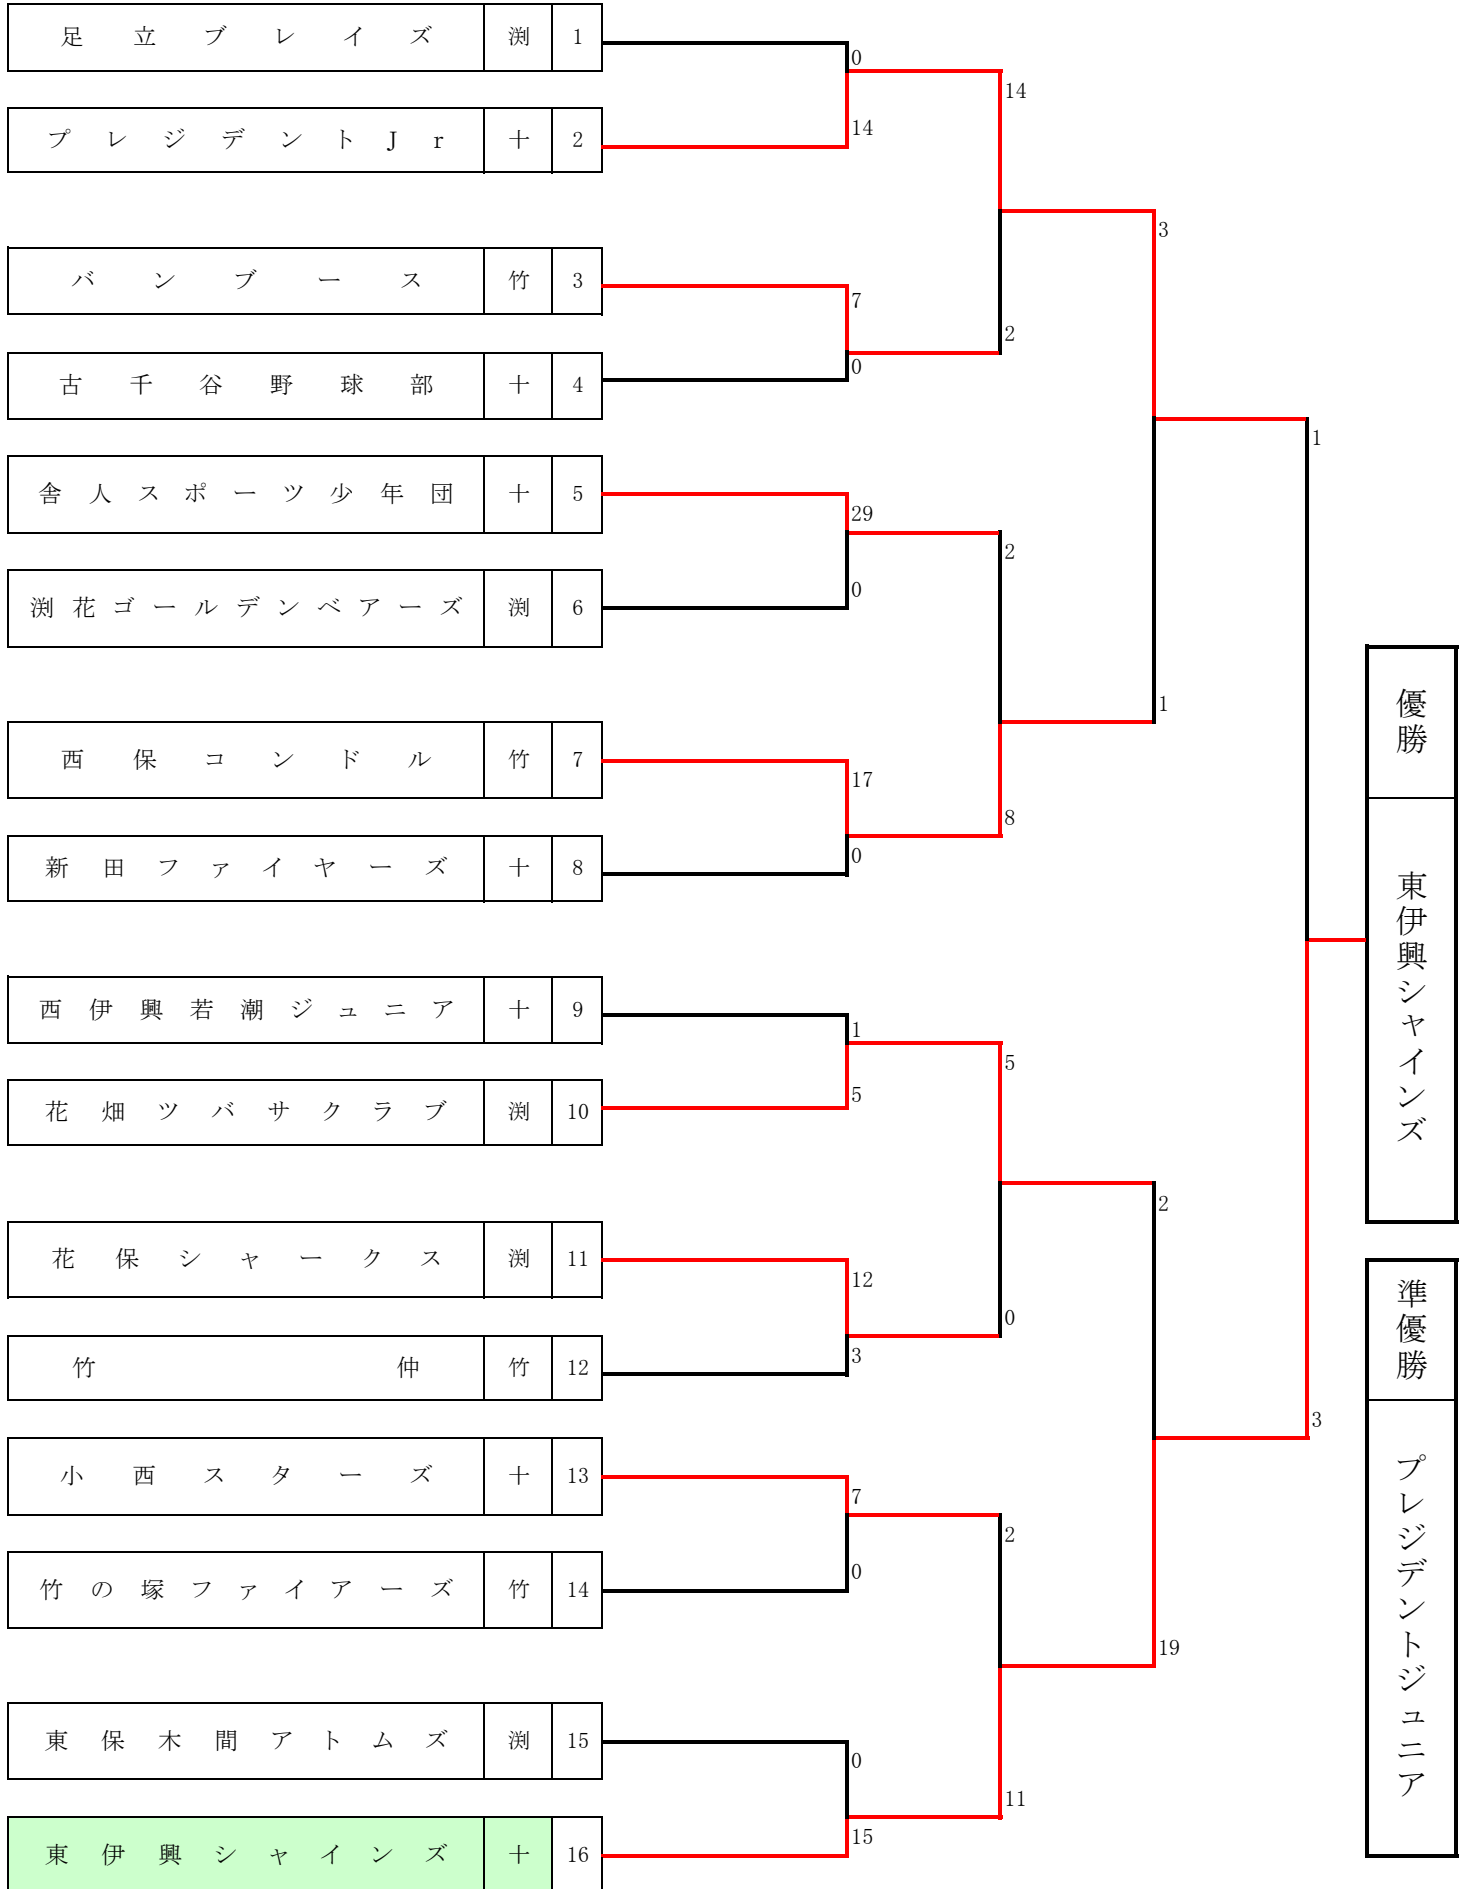 足立ブレイズ 渕 1
0
14
プレジデントJr 十 2
14
3
バンブース 竹 3
7
2
古千谷野球部 十 4
0
1
舎人スポーツ少年団 十 5
29
2
渕花ゴールデンベアーズ 渕 6
0
1
西保コンドル 竹 7
17
8
新田ファイヤーズ 十 8
0
西伊興若潮ジュニア 十 9
1
5
花畑ツバサクラブ 渕 10
5
2
花保シャークス 渕 11
12
0
竹仲 竹 12
3
3
小西スターズ 十 13
7
2
竹の塚ファイアーズ 竹 14
0
19
東保木間アトムズ 渕 15
0
11
東伊興シャインズ 十 16
15
優勝
東伊興シャインズ
準優勝
プレジデントジュニア